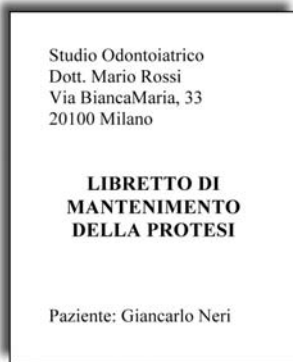 Studio Odontoiatrico
Dott. Mario Rossi
Via BiancaMaria, 33
20100 Milano
LIBRETTO DI
MANTENIMENTO
DELLA PROTESI
Paziente: Giancarlo Neri